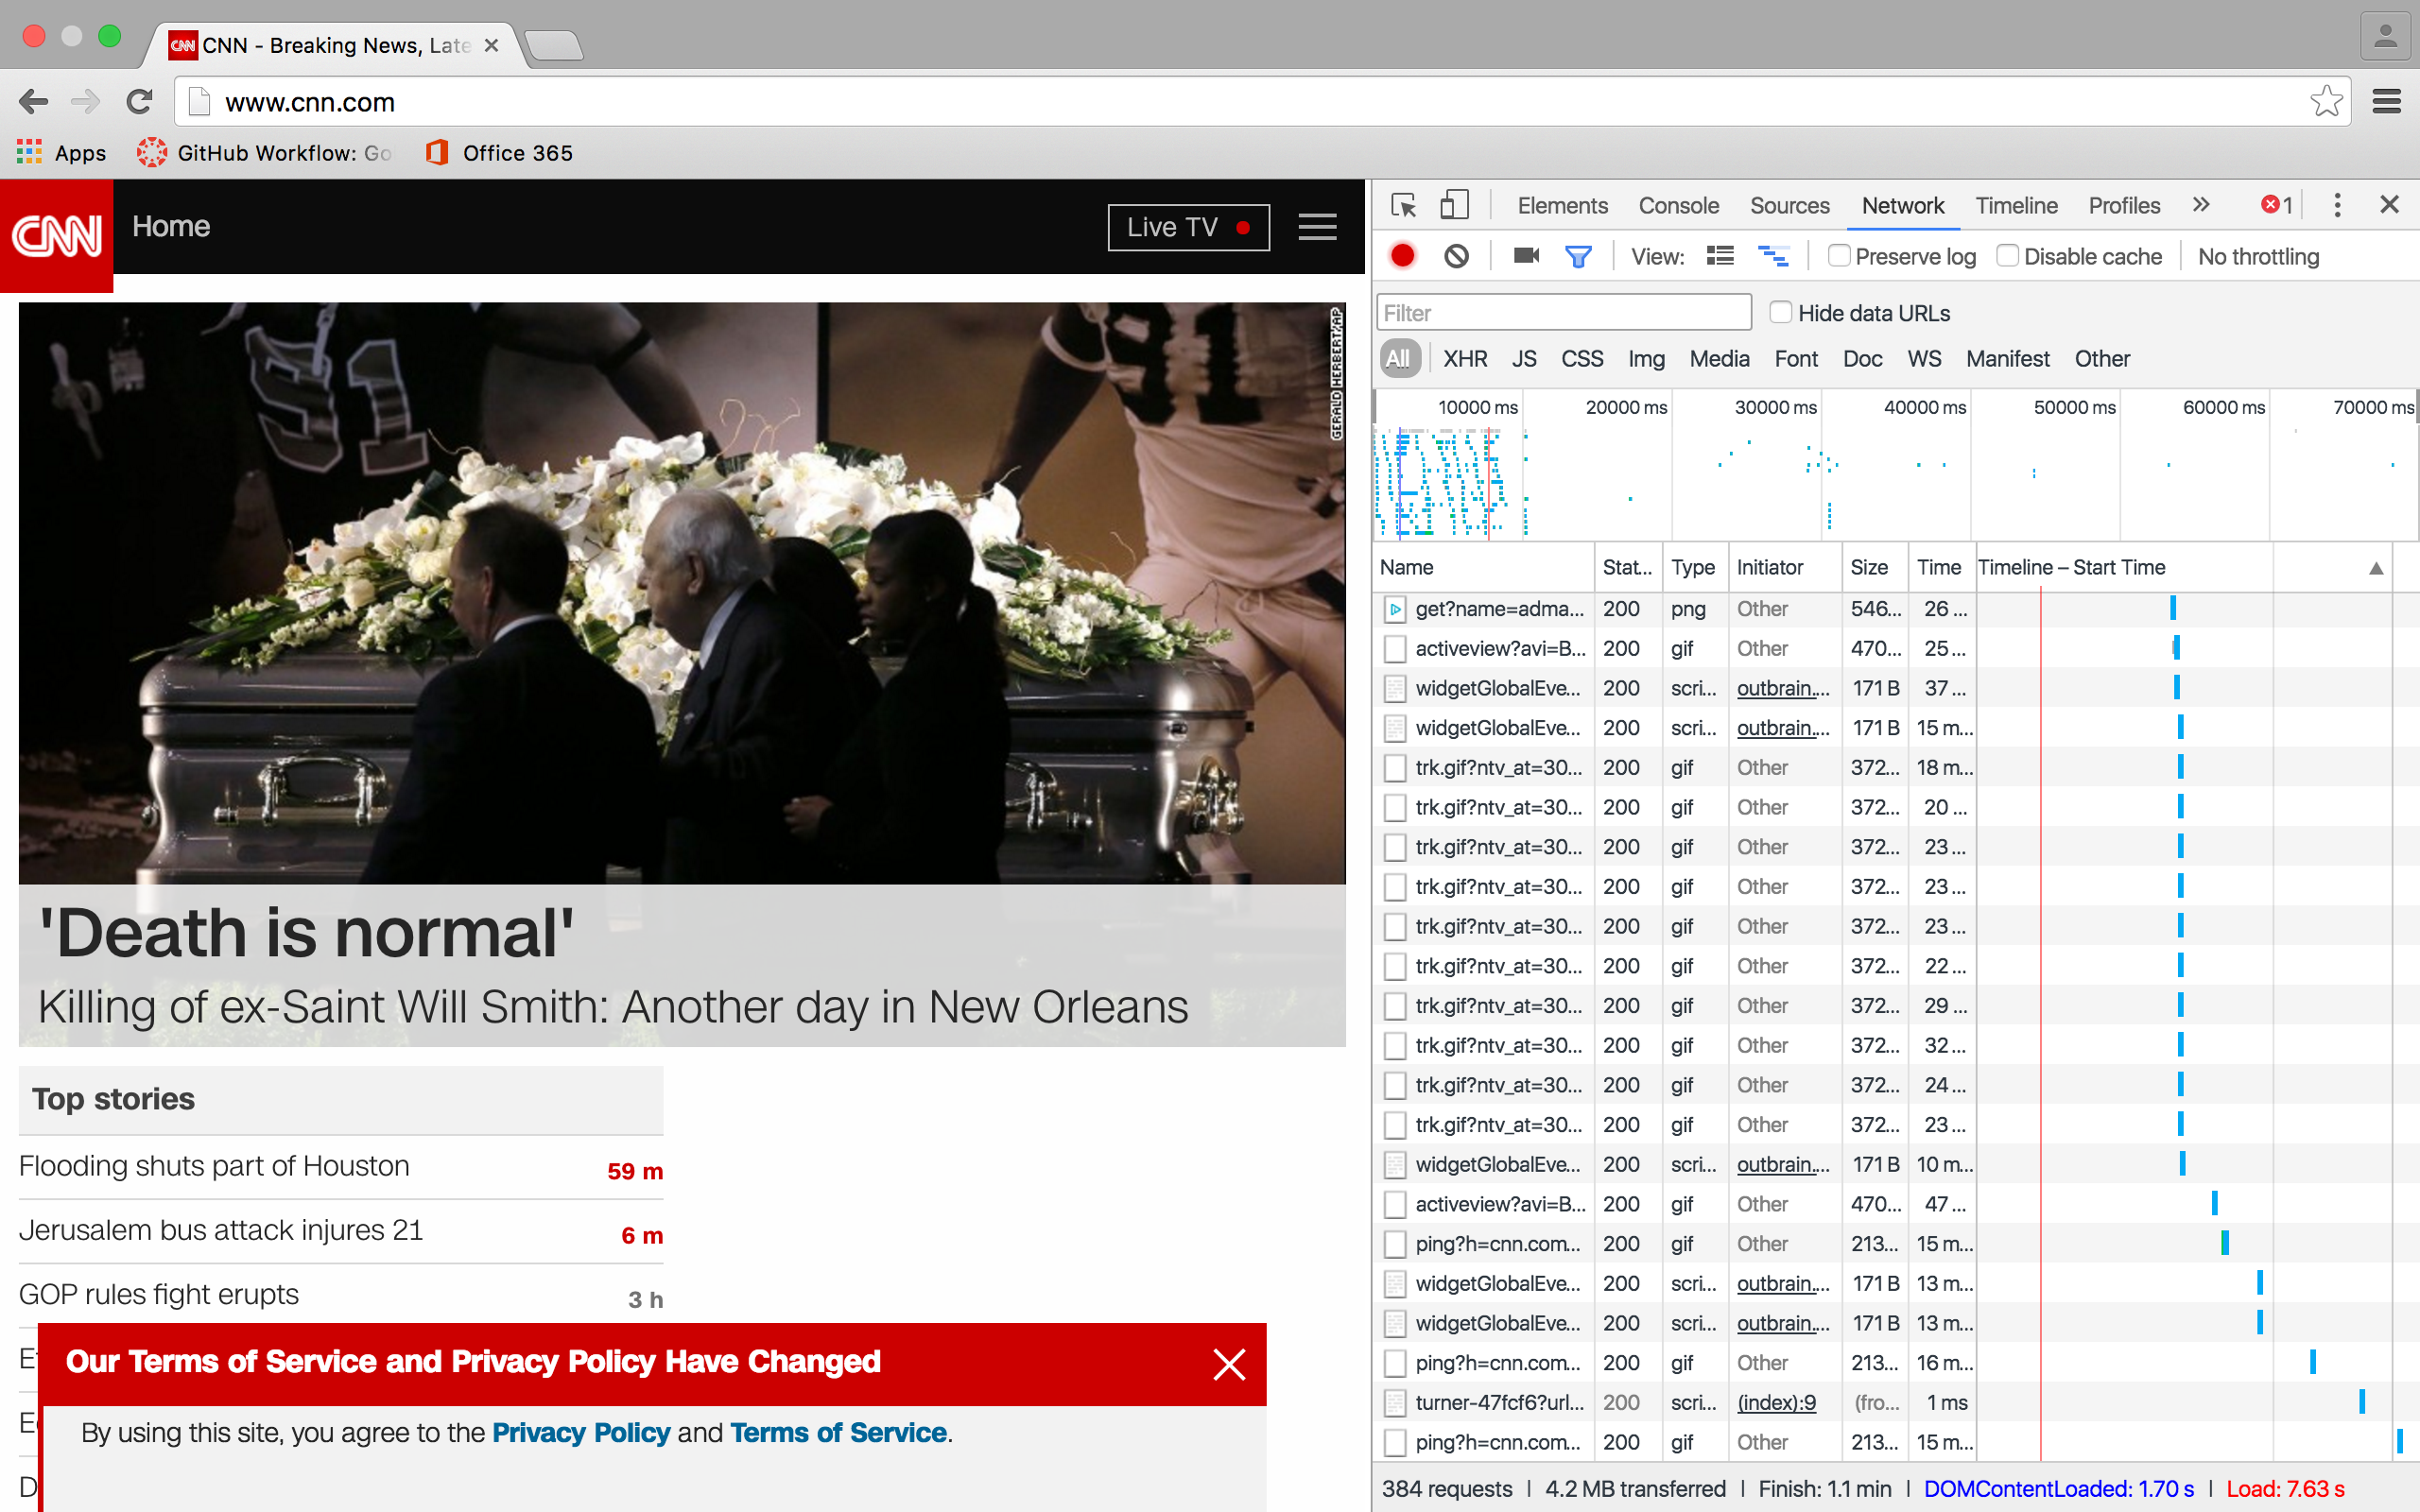 CNN CNN - Breaking News, Late
www.cnn.com
Apps GitHub Workflow: Go Office 365
CNN Home Live TV
GERALD HERBERT/AP
51
91
'Death is normal'
Killing of ex-Saint Will Smith: Another day in New Orleans
Top stories
Flooding shuts part of Houston 59 m
Jerusalem bus attack injures 21 6 m
GOP rules fight erupts 3 h
Our Terms of Service and Privacy Policy Have Changed
By using this site, you agree to the Privacy Policy and Terms of Service.
Elements Console Sources Network Timeline Profiles » 1
View: Preserve log Disable cache No throttling
Filter Hide data URLs
All XHR JS CSS Img Media Font Doc WS Manifest Other
10000 ms 20000 ms 30000 ms 40000 ms 50000 ms 60000 ms 70000 ms
Name Stat... Type Initiator Size Time Timeline – Start Time
get?name=adma... 200 png Other 546... 26 ...
activeview?avi=B... 200 gif Other 470... 25 ...
widgetGlobalEve... 200 scri... outbrain.... 171 B 37 ...
widgetGlobalEve... 200 scri... outbrain.... 171 B 15 m...
trk.gif?ntv_at=30... 200 gif Other 372... 18 m...
trk.gif?ntv_at=30... 200 gif Other 372... 20 ...
trk.gif?ntv_at=30... 200 gif Other 372... 23 ...
trk.gif?ntv_at=30... 200 gif Other 372... 23 ...
trk.gif?ntv_at=30... 200 gif Other 372... 23 ...
trk.gif?ntv_at=30... 200 gif Other 372... 22 ...
trk.gif?ntv_at=30... 200 gif Other 372... 29 ...
trk.gif?ntv_at=30... 200 gif Other 372... 32 ...
trk.gif?ntv_at=30... 200 gif Other 372... 24 ...
trk.gif?ntv_at=30... 200 gif Other 372... 23 ...
widgetGlobalEve... 200 scri... outbrain.... 171 B 10 m...
activeview?avi=B... 200 gif Other 470... 47 ...
ping?h=cnn.com... 200 gif Other 213... 15 m...
widgetGlobalEve... 200 scri... outbrain.... 171 B 13 m...
widgetGlobalEve... 200 scri... outbrain.... 171 B 13 m...
ping?h=cnn.com... 200 gif Other 213... 16 m...
turner-47fcf6?url... 200 scri... (index):9 (fro... 1 ms
ping?h=cnn.com... 200 gif Other 213... 15 m...
384 requests | 4.2 MB transferred | Finish: 1.1 min | DOMContentLoaded: 1.70 s | Load: 7.63 s